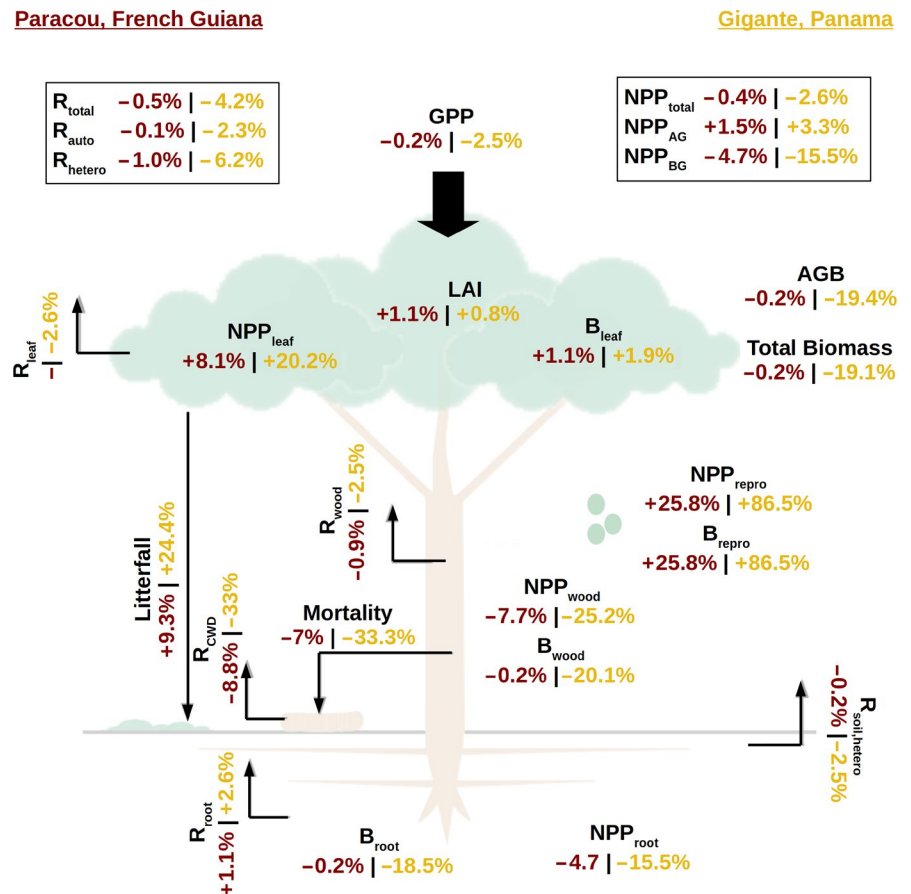 Paracou, French Guiana
Gigante, Panama
R_total −0.5% | −4.2%
R_auto −0.1% | −2.3%
R_hetero −1.0% | −6.2%
GPP
−0.2% | −2.5%
NPP_total −0.4% | −2.6%
NPP_AG +1.5% | +3.3%
NPP_BG −4.7% | −15.5%
AGB
−0.2% | −19.4%
LAI
+1.1% | +0.8%
NPP_leaf
+8.1% | +20.2%
B_leaf
+1.1% | +1.9%
Total Biomass
−0.2% | −19.1%
R_leaf
− | −2.6%
NPP_repro
+25.8% | +86.5%
B_repro
+25.8% | +86.5%
R_wood
−0.9% | −2.5%
Litterfall
+9.3% | +24.4%
R_CWD
−8.8% | −33%
Mortality
−7% | −33.3%
NPP_wood
−7.7% | −25.2%
B_wood
−0.2% | −20.1%
R_soil,hetero
−0.2% | −2.5%
R_root
+1.1% | +2.6%
B_root
−0.2% | −18.5%
NPP_root
−4.7 | −15.5%